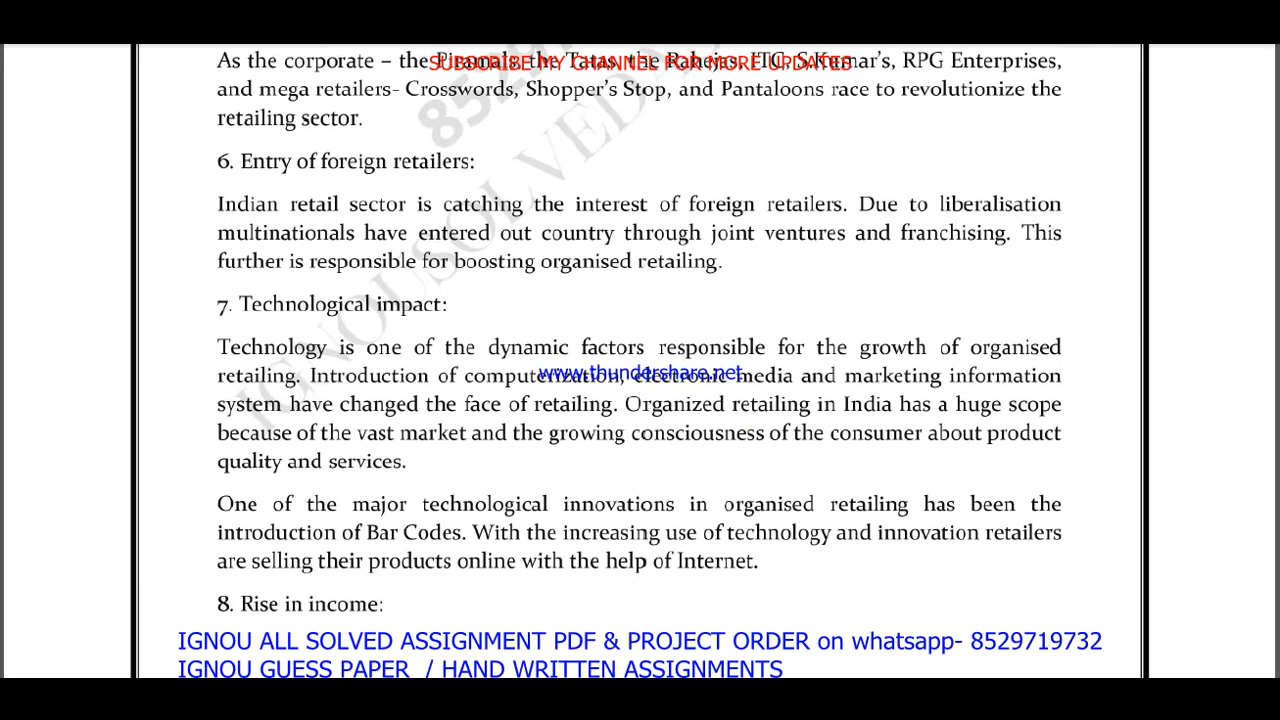 As the corporate – the Piramals, the Tatas, the Rahejas, ITC, S.Kumar's, RPG Enterprises,
SUBSCRIBE MY CHANNEL FOR MORE UPDATES
and mega retailers- Crosswords, Shopper's Stop, and Pantaloons race to revolutionize the
retailing sector.
6. Entry of foreign retailers:
Indian retail sector is catching the interest of foreign retailers. Due to liberalisation
multinationals have entered out country through joint ventures and franchising. This
further is responsible for boosting organised retailing.
7. Technological impact:
Technology is one of the dynamic factors responsible for the growth of organised
retailing. Introduction of computerization, electronic media and marketing information
www.thundershare.net
system have changed the face of retailing. Organized retailing in India has a huge scope
because of the vast market and the growing consciousness of the consumer about product
quality and services.
One of the major technological innovations in organised retailing has been the
introduction of Bar Codes. With the increasing use of technology and innovation retailers
are selling their products online with the help of Internet.
8. Rise in income:
IGNOU ALL SOLVED ASSIGNMENT PDF & PROJECT ORDER on whatsapp- 8529719732
IGNOU GUESS PAPER / HAND WRITTEN ASSIGNMENTS